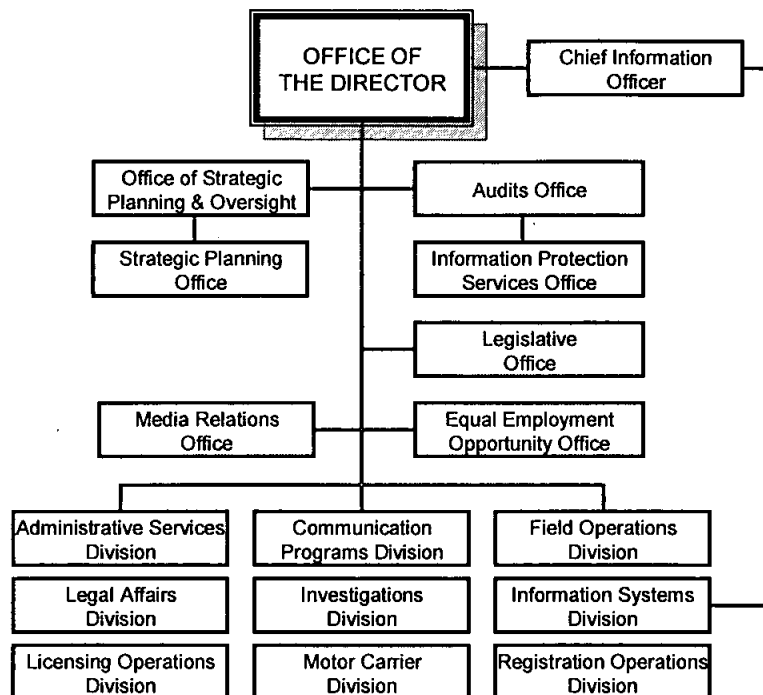 OFFICE OF
THE DIRECTOR
Chief Information
Officer
Office of Strategic
Planning & Oversight
Audits Office
Strategic Planning
Office
Information Protection
Services Office
Legislative
Office
Media Relations
Office
Equal Employment
Opportunity Office
Administrative Services
Division
Communication
Programs Division
Field Operations
Division
Legal Affairs
Division
Investigations
Division
Information Systems
Division
Licensing Operations
Division
Motor Carrier
Division
Registration Operations
Division